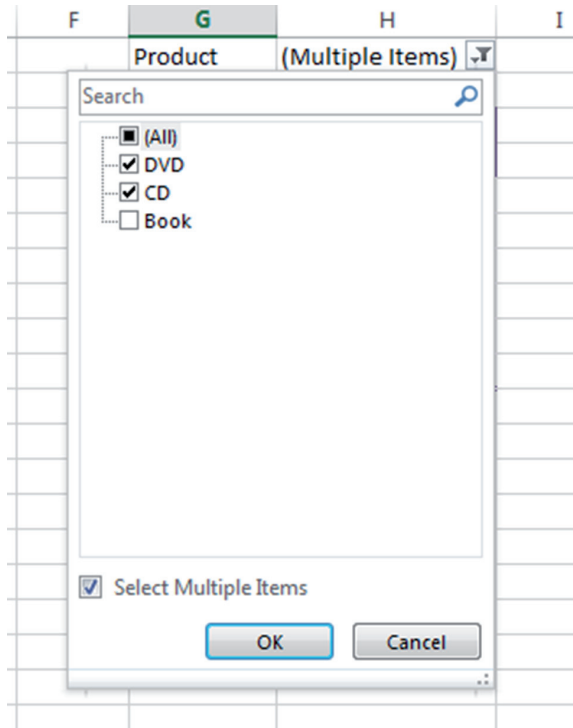 F G H I
Product (Multiple Items)
Search
(All)
DVD
CD
Book
Select Multiple Items
OK Cancel